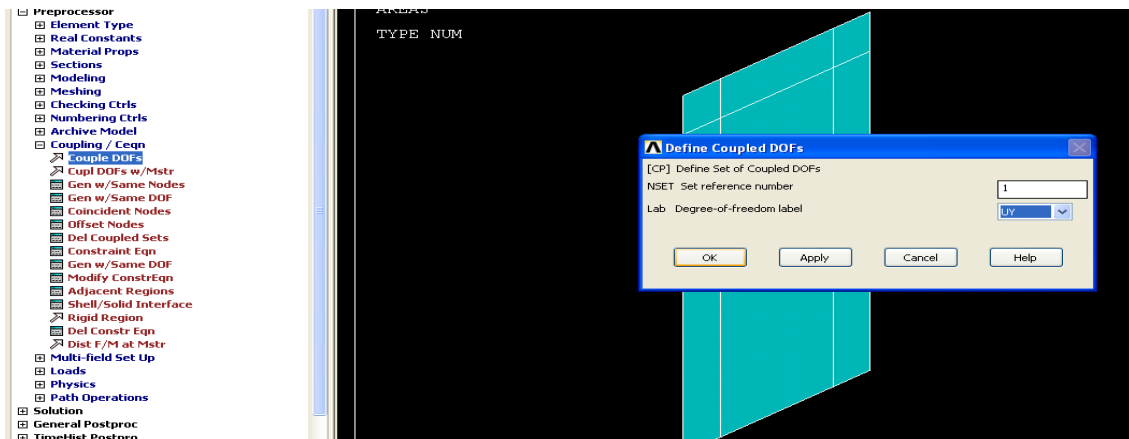 Preprocessor
Element Type
Real Constants
Material Props
Sections
Modeling
Meshing
Checking Ctrls
Numbering Ctrls
Archive Model
Coupling / Ceqn
Couple DOFs
Cupl DOFs w/Mstr
Gen w/Same Nodes
Gen w/Same DOF
Coincident Nodes
Offset Nodes
Del Coupled Sets
Constraint Eqn
Gen w/Same DOF
Modify ConstrEqn
Adjacent Regions
Shell/Solid Interface
Rigid Region
Del Constr Eqn
Dist F/M at Mstr
Multi-field Set Up
Loads
Physics
Path Operations
Solution
General Postproc
TimeHist Postpro
AREAS
TYPE NUM
Define Coupled DOFs
[CP] Define Set of Coupled DOFs
NSET Set reference number 1
Lab Degree-of-freedom label UY
OK Apply Cancel Help